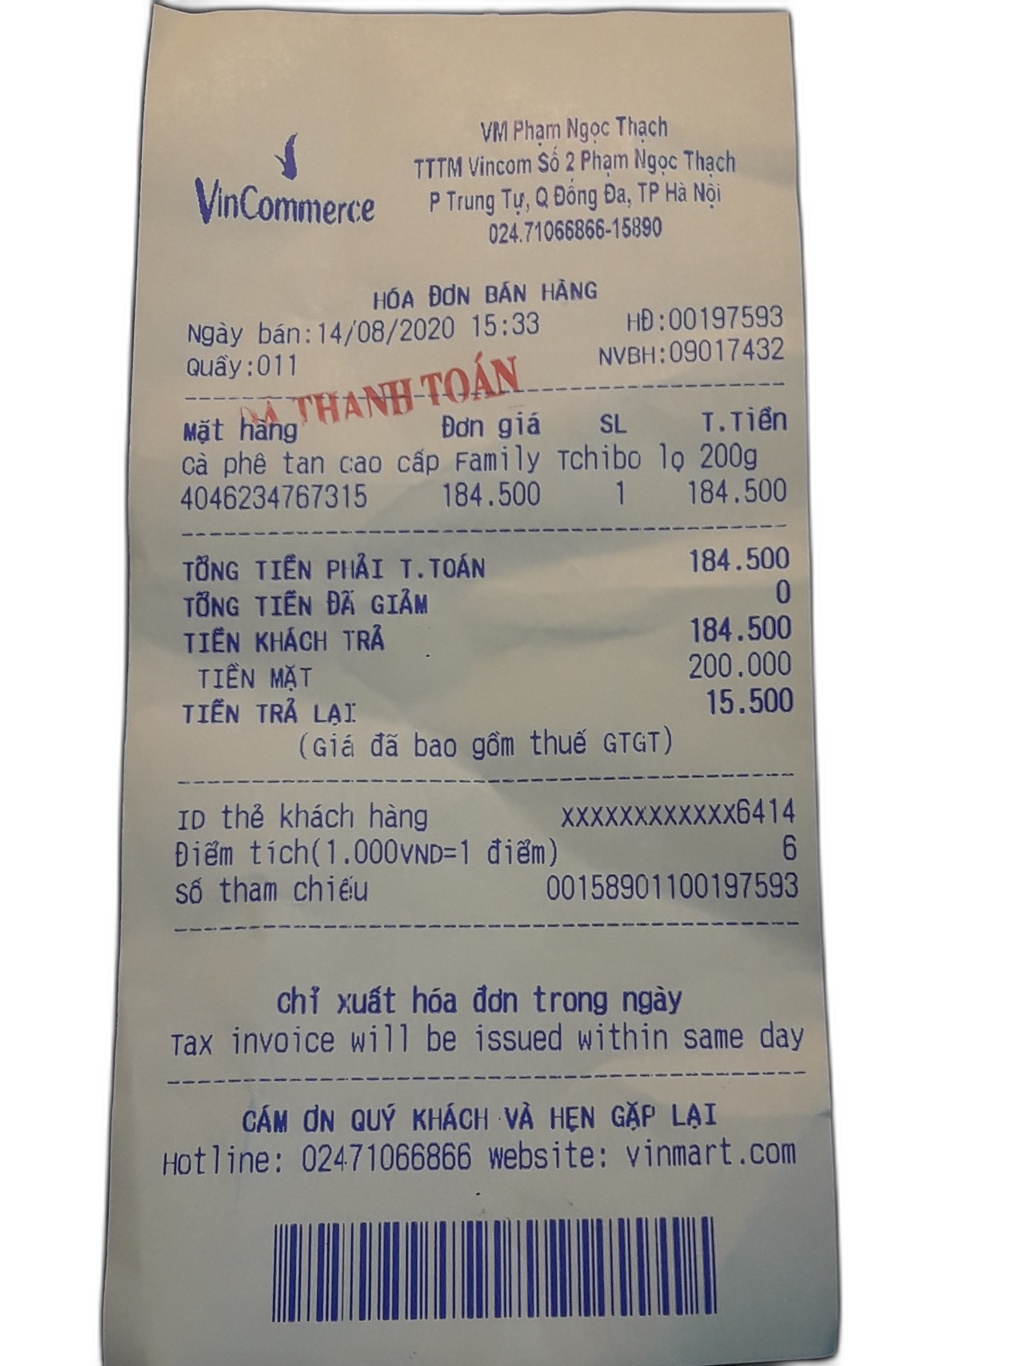 VinCommerce
VM Phạm Ngọc Thạch
TTTM Vincom Số 2 Phạm Ngọc Thạch
P Trung Tự, Q Đống Đa, TP Hà Nội
024.71066866-15890
HÓA ĐƠN BÁN HÀNG
Ngày bán:14/08/2020 15:33 HĐ:00197593
Quầy:011 NVBH:09017432
ĐÃ THANH TOÁN
Mặt hàng Đơn giá SL T.Tiền
Cà phê tan cao cấp Family Tchibo lọ 200g
4046234767315 184.500 1 184.500
TỔNG TIỀN PHẢI T.TOÁN 184.500
TỔNG TIỀN ĐÃ GIẢM 0
TIỀN KHÁCH TRẢ 184.500
TIỀN MẶT 200.000
TIỀN TRẢ LẠI 15.500
(Giá đã bao gồm thuế GTGT)
ID thẻ khách hàng XXXXXXXXXXXX6414
Điểm tích(1.000VND=1 điểm) 6
Số tham chiếu 00158901100197593
Chỉ xuất hóa đơn trong ngày
Tax invoice will be issued within same day
CÁM ƠN QUÝ KHÁCH VÀ HẸN GẶP LẠI
Hotline: 02471066866 Website: vinmart.com